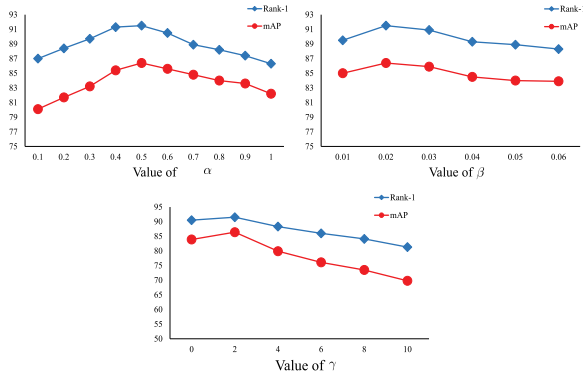 93
91
89
87
85
83
81
79
77
75
0.1 0.2 0.3 0.4 0.5 0.6 0.7 0.8 0.9 1
Value of α
Rank-1
mAP
93
91
89
87
85
83
81
79
77
75
0.01 0.02 0.03 0.04 0.05 0.06
Value of β
Rank-
mAP
95
90
85
80
75
70
65
60
55
50
0 2 4 6 8 10
Value of γ
Rank-1
mAP